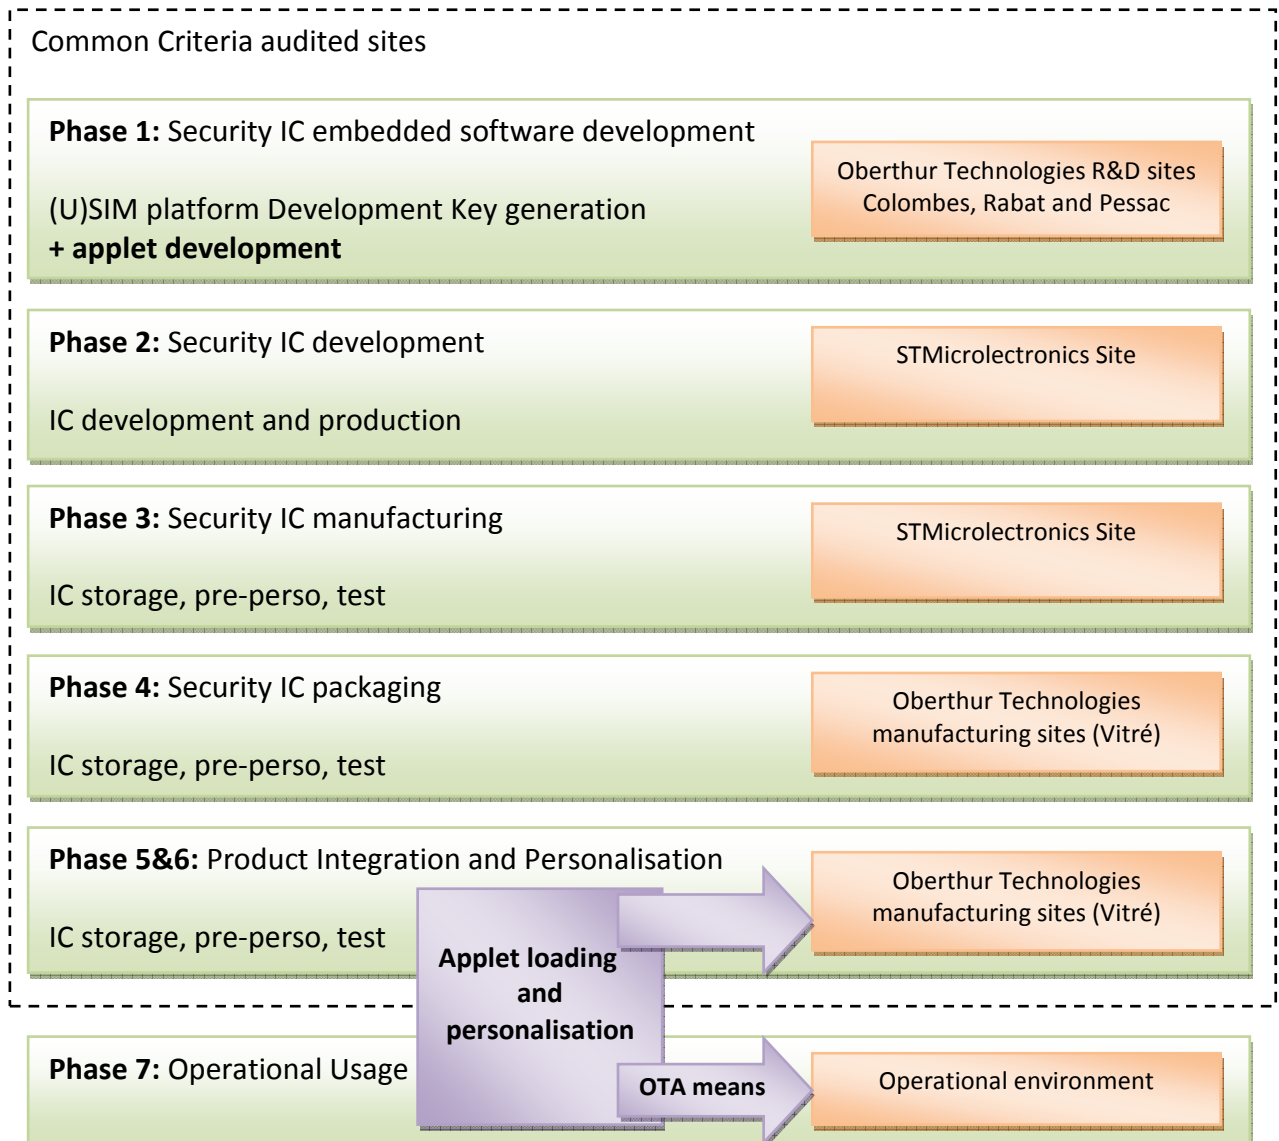 Common Criteria audited sites
Phase 1: Security IC embedded software development
(U)SIM platform Development Key generation
+ applet development
Oberthur Technologies R&D sites
Colombes, Rabat and Pessac
Phase 2: Security IC development
IC development and production
STMicrolectronics Site
Phase 3: Security IC manufacturing
IC storage, pre-perso, test
STMicrolectronics Site
Phase 4: Security IC packaging
IC storage, pre-perso, test
Oberthur Technologies
manufacturing sites (Vitré)
Phase 5&6: Product Integration and Personalisation
IC storage, pre-perso, test
Oberthur Technologies
manufacturing sites (Vitré)
Applet loading
and
personalisation
Phase 7: Operational Usage
OTA means
Operational environment